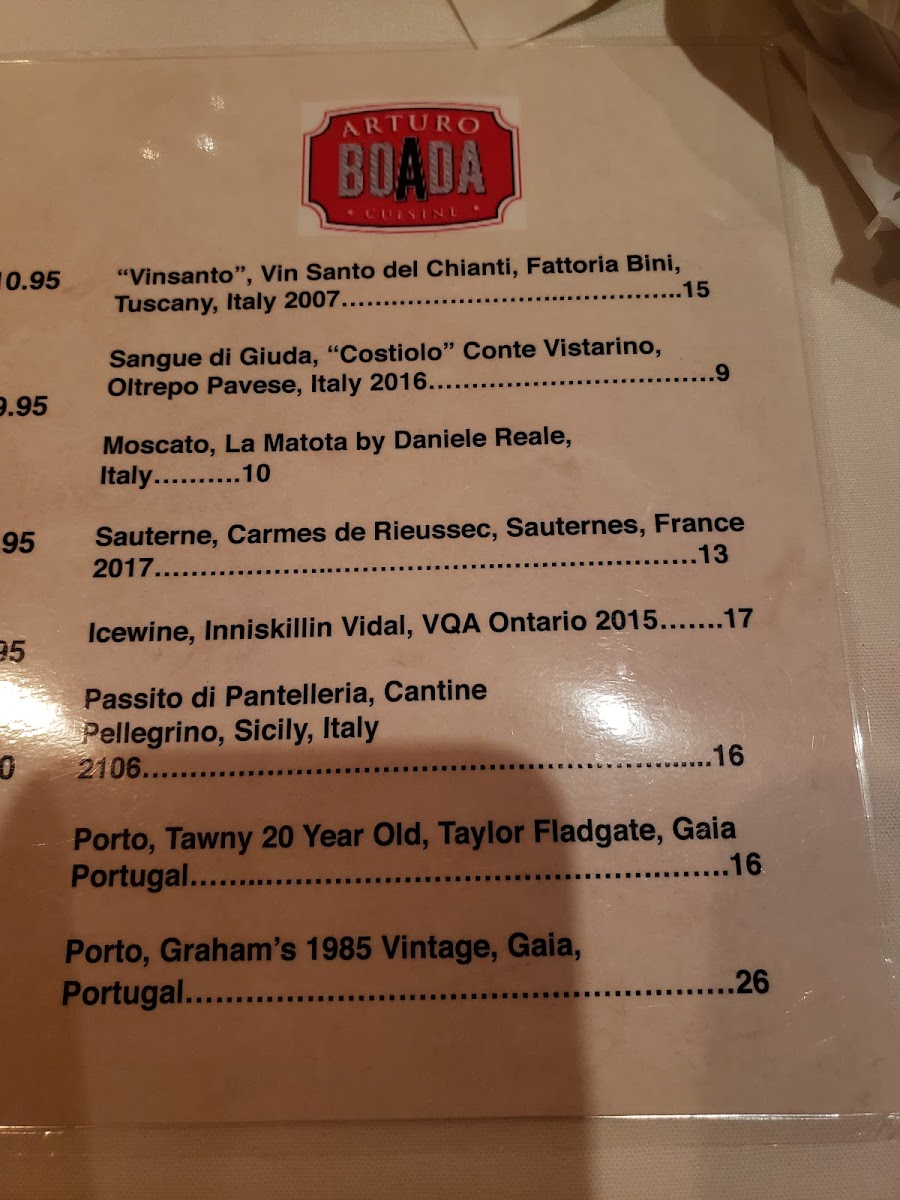 ARTURO
BOADA
• CUISINE •
10.95
“Vinsanto”, Vin Santo del Chianti, Fattoria Bini,
Tuscany, Italy 2007..........................................15
Sangue di Giuda, “Costiolo” Conte Vistarino,
Oltrepo Pavese, Italy 2016................................9
9.95
Moscato, La Matota by Daniele Reale,
Italy..........10
Sauterne, Carmes de Rieussec, Sauternes, France
.95
2017.............................................................13
Icewine, Inniskillin Vidal, VQA Ontario 2015.......17
95
Passito di Pantelleria, Cantine
Pellegrino, Sicily, Italy
0
2106...............................................................16
Porto, Tawny 20 Year Old, Taylor Fladgate, Gaia
Portugal...........................................................16
Porto, Graham’s 1985 Vintage, Gaia,
Portugal......................................................26